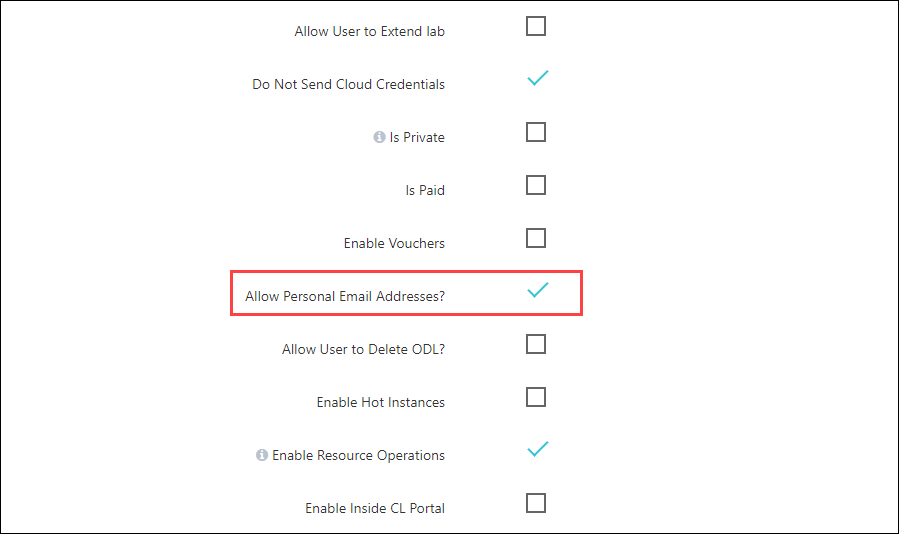 Allow User to Extend lab
Do Not Send Cloud Credentials
Is Private
Is Paid
Enable Vouchers
Allow Personal Email Addresses?
Allow User to Delete ODL?
Enable Hot Instances
Enable Resource Operations
Enable Inside CL Portal